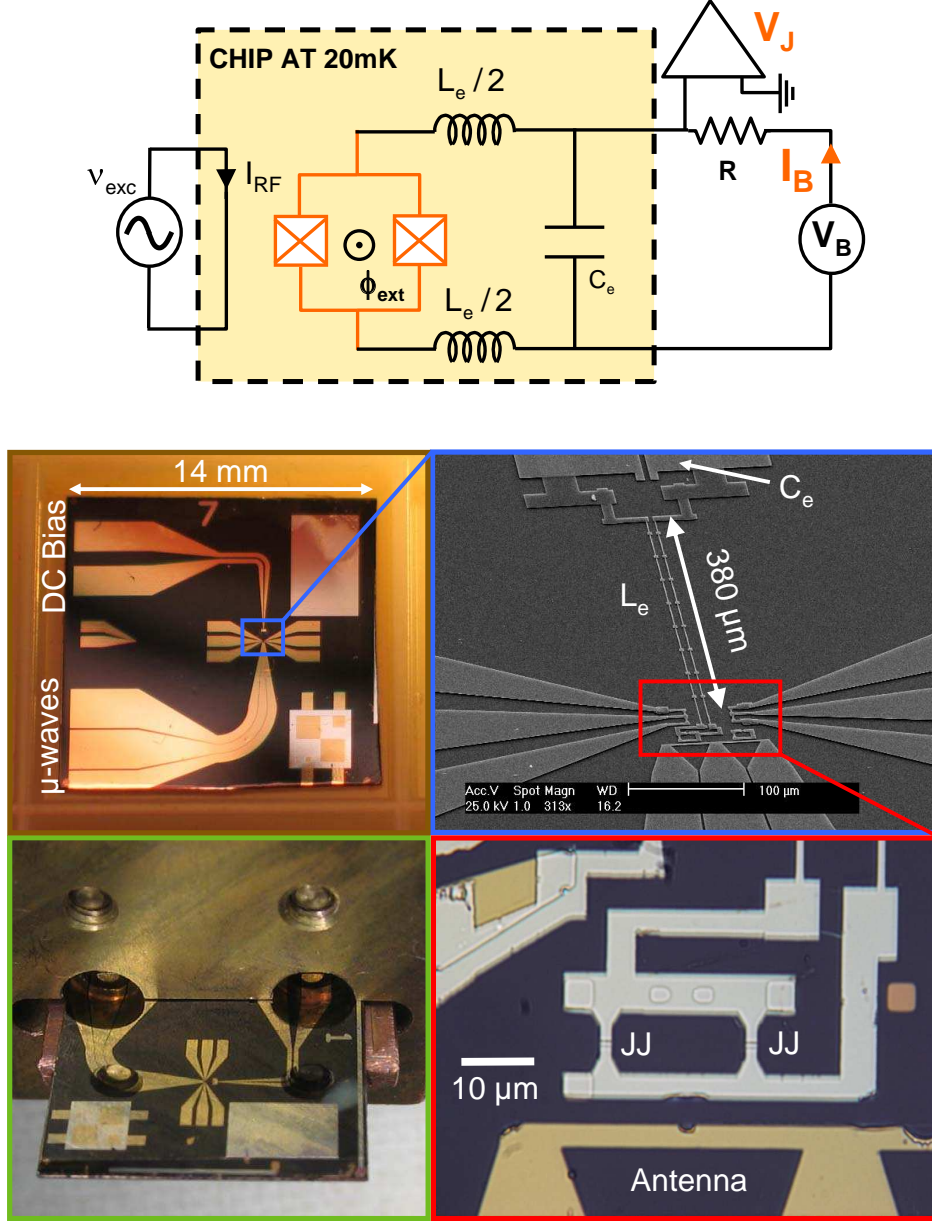 CHIP AT 20mK
V_J
L_e / 2
R
I_B
ν_exc
I_RF
V_B
ϕ_ext
C_e
L_e / 2
14 mm
7
DC Bias
µ-waves
C_e
380 µm
L_e
Acc.V Spot Magn WD 100 µm
25.0 kV 1.0 313x 16.2
1
JJ JJ
10 µm
Antenna